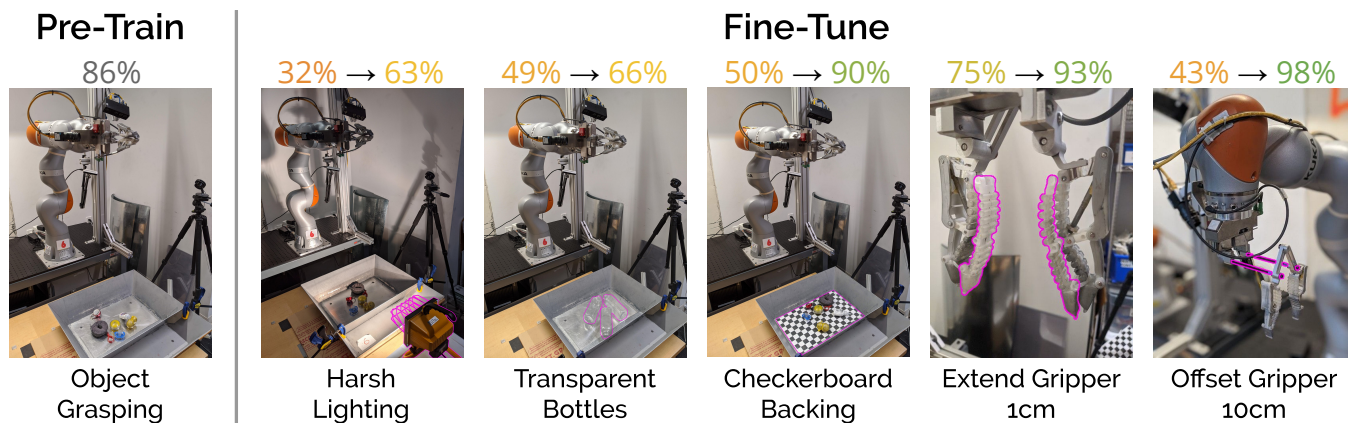 Pre-Train
Fine-Tune
86%
32% → 63%
49% → 66%
50% → 90%
75% → 93%
43% → 98%
Object
Grasping
Harsh
Lighting
Transparent
Bottles
Checkerboard
Backing
Extend Gripper
1cm
Offset Gripper
10cm